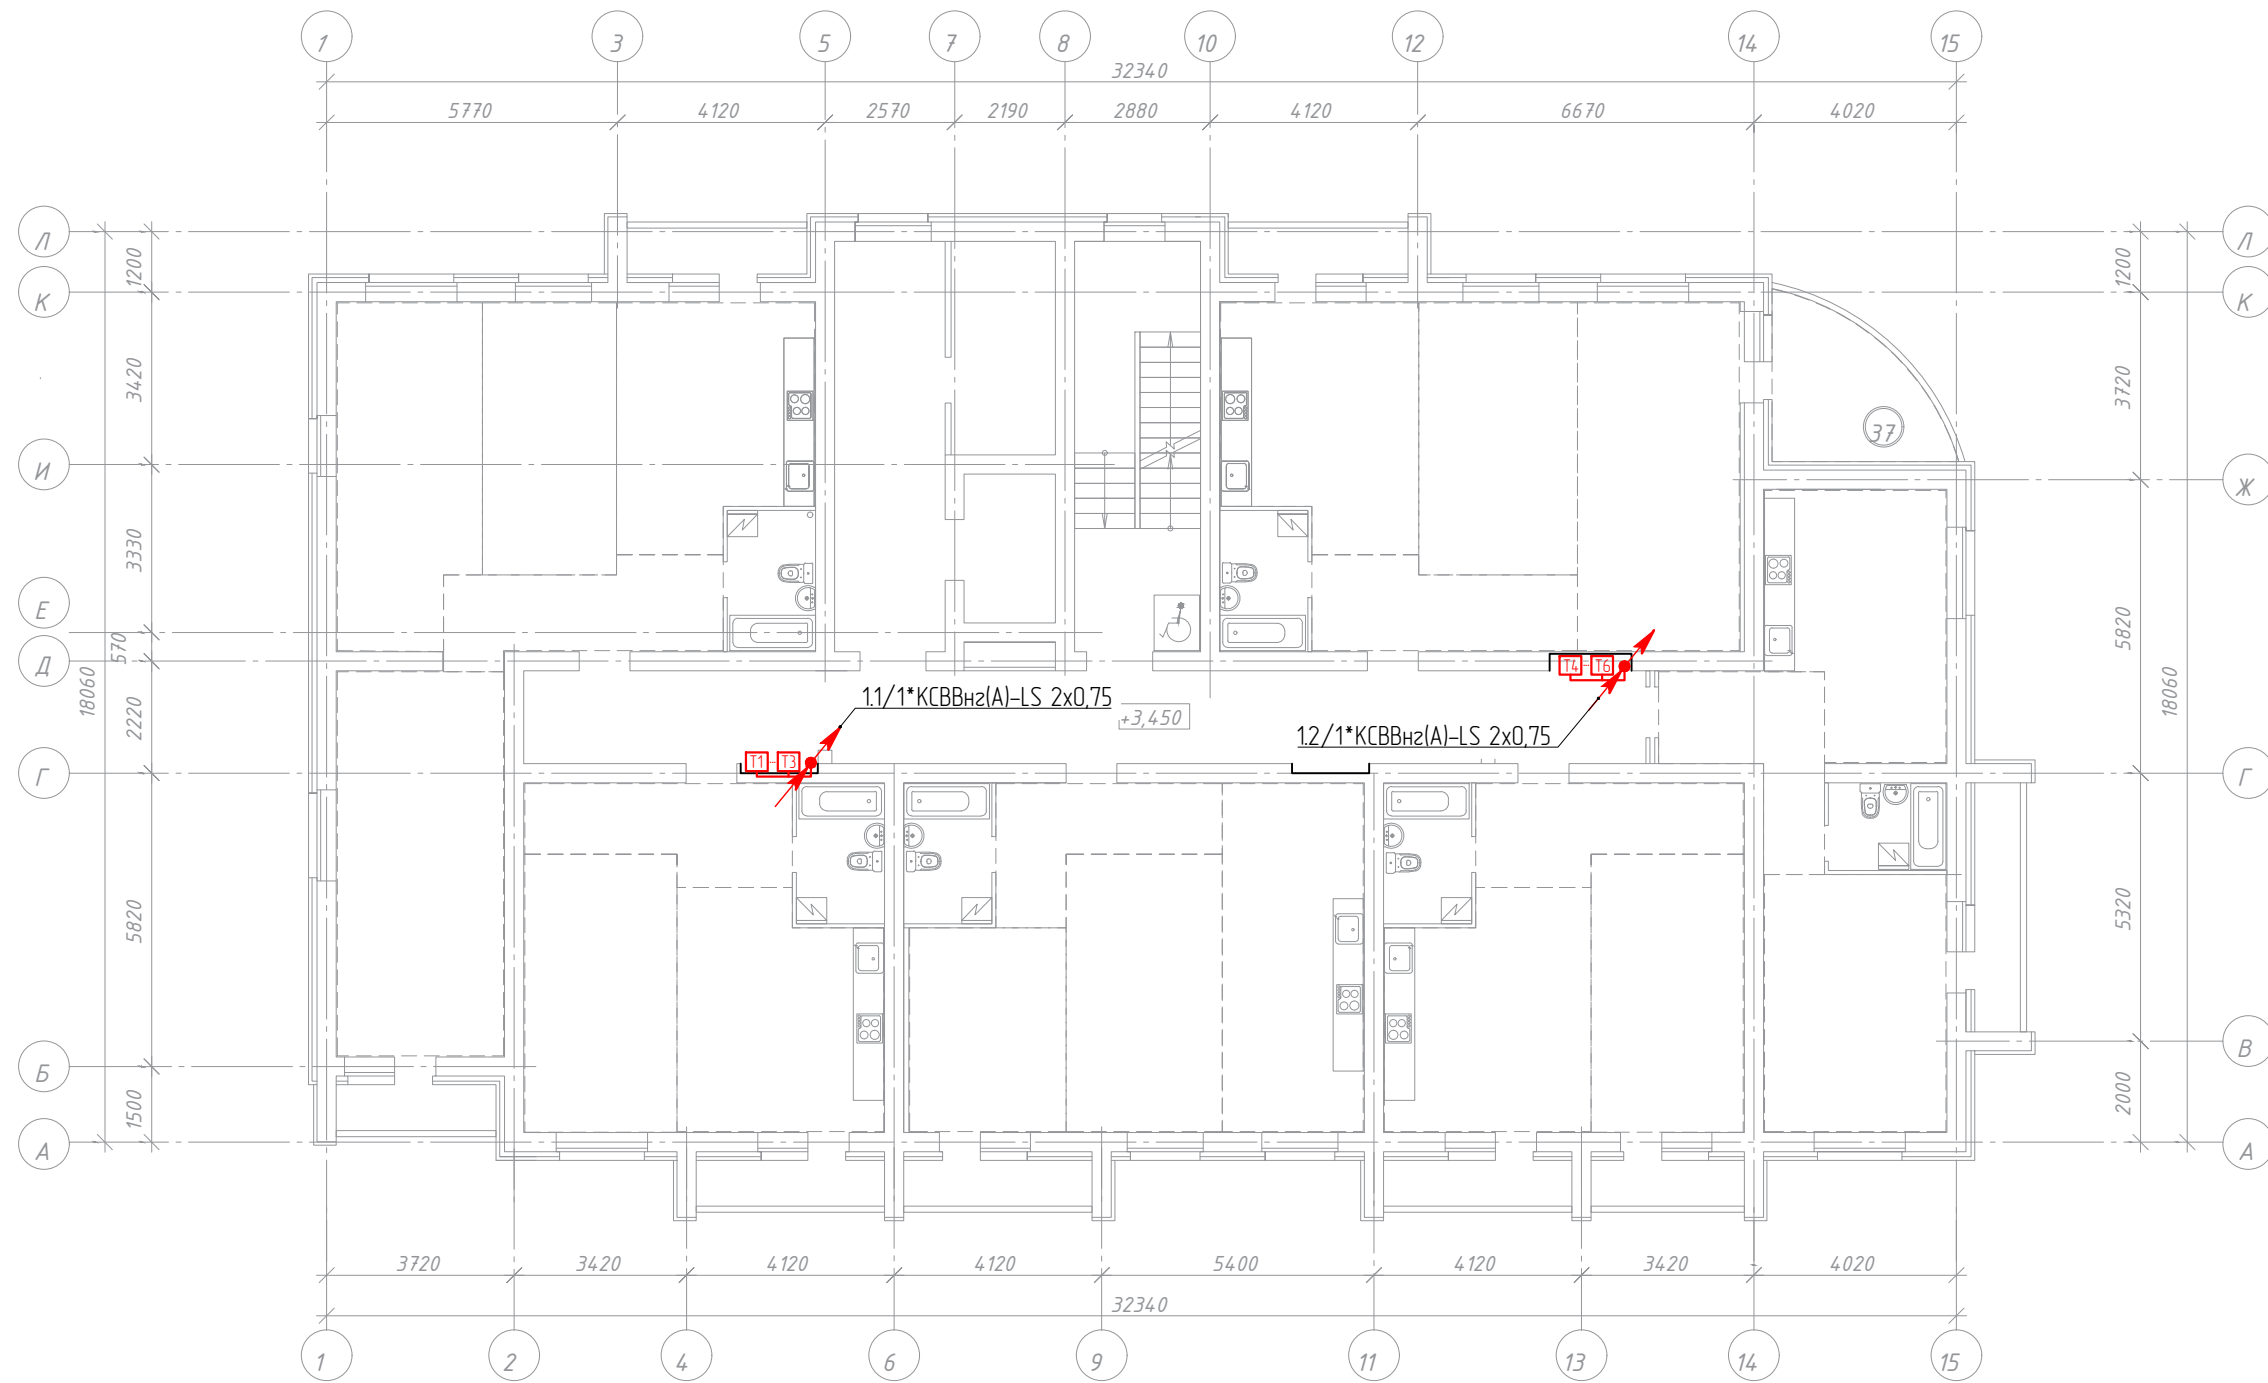 1 3 5 7 8 10 12 14 15
32340
5770 4120 2570 2190 2880 4120 6670 4020
Л Л
1200 1200
К К
3420 3720
37
И Ж
3330
Е
570 5820
Д
Т4 Т6
18060 18060
2220
1.1/1*КСВВнг(А)-LS 2x0,75
+3,450
1.2/1*КСВВнг(А)-LS 2x0,75
Т1 Т3
Г Г
5820 5320
Б В
1500 2000
А А
3720 3420 4120 4120 5400 4120 3420 4020
32340
1 2 4 6 9 11 13 14 15